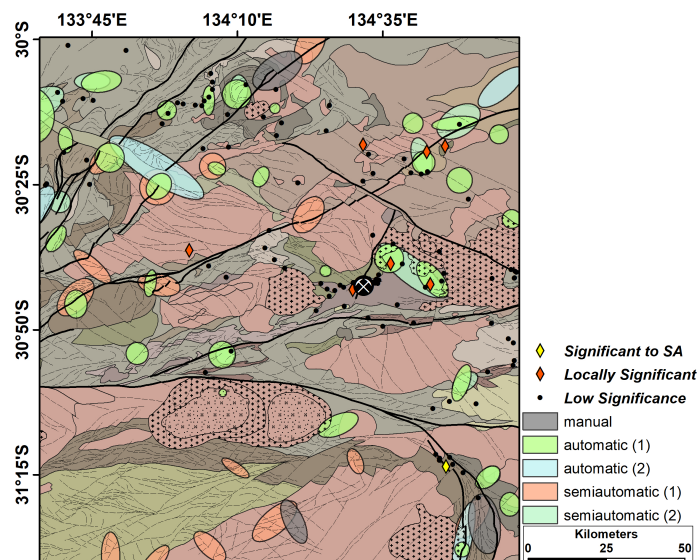 133°45'E 134°10'E 134°35'E
30°S
30°25'S
30°50'S
31°15'S
Significant to SA
Locally Significant
Low Significance
manual
automatic (1)
automatic (2)
semiautomatic (1)
semiautomatic (2)
Kilometers
0 25 50